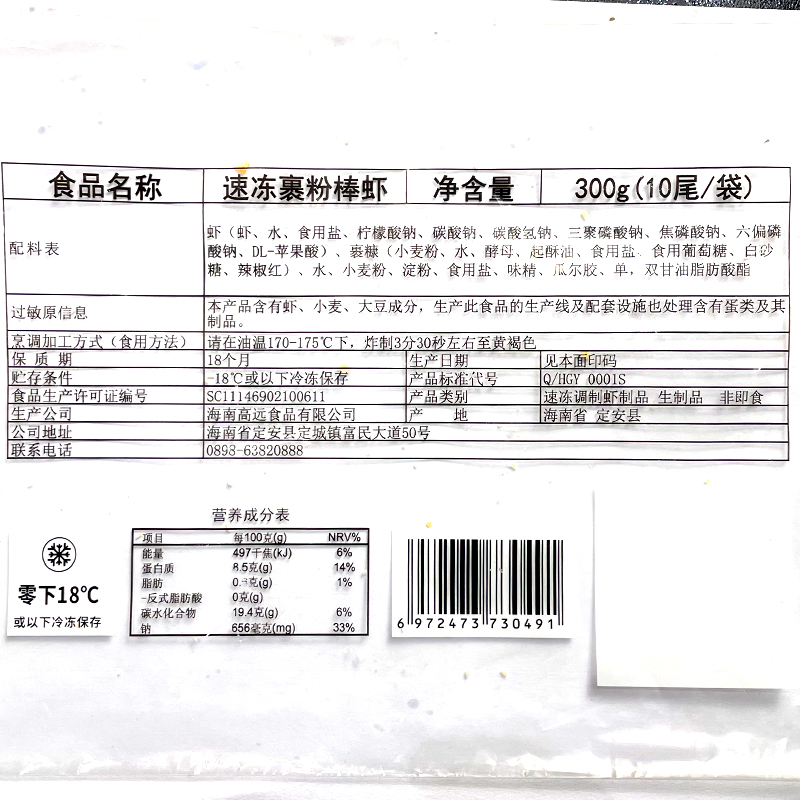 食品名称 速冻裹粉棒虾 净含量 300g(10尾/袋)
配料表
虾（虾、水、食用盐、柠檬酸钠、碳酸钠、碳酸氢钠、三聚磷酸钠、焦磷酸钠、六偏磷
酸钠、DL-苹果酸）、裹糠（小麦粉、水、酵母、起酥油、食用盐、食用葡萄糖、白砂
糖、辣椒红）、水、小麦粉、淀粉、食用盐、味精、瓜尔胶、单，双甘油脂肪酸酯
过敏原信息
本产品含有虾、小麦、大豆成分，生产此食品的生产线及配套设施也处理含有蛋类及其
制品。
烹调加工方式（食用方法） 请在油温170-175℃下，炸制3分30秒左右至黄褐色
保 质 期 18个月 生产日期 见本面印码
贮存条件 -18℃或以下冷冻保存 产品标准代号 Q/HGY 0001S
食品生产许可证编号 SC11146902100611 产品类别 速冻调制虾制品 生制品 非即食
生产公司 海南高远食品有限公司 产 地 海南省 定安县
公司地址 海南省定安县定城镇富民大道50号
联系电话 0898-63820888
营养成分表
项目 每100克(g) NRV%
能量 497千焦(kJ) 6%
蛋白质 8.5克(g) 14%
脂肪 克(g) 1%
-反式脂肪酸 0克(g)
碳水化合物 19.4克(g) 6%
钠 656毫克(mg) 33%
零下18℃
或以下冷冻保存
6 972473 730491